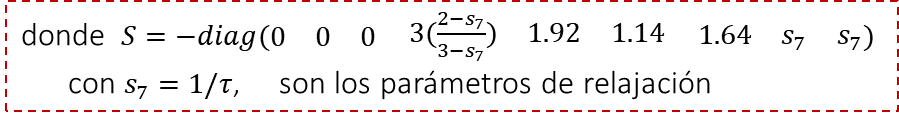 donde 𝑆 = −𝑑𝑖𝑎𝑔(0 0 0 3(\frac{2−𝑠₇}{3−𝑠₇}) 1.92 1.14 1.64 𝑠₇ 𝑠₇)
con 𝑠₇ = 1/𝜏, son los parámetros de relajación